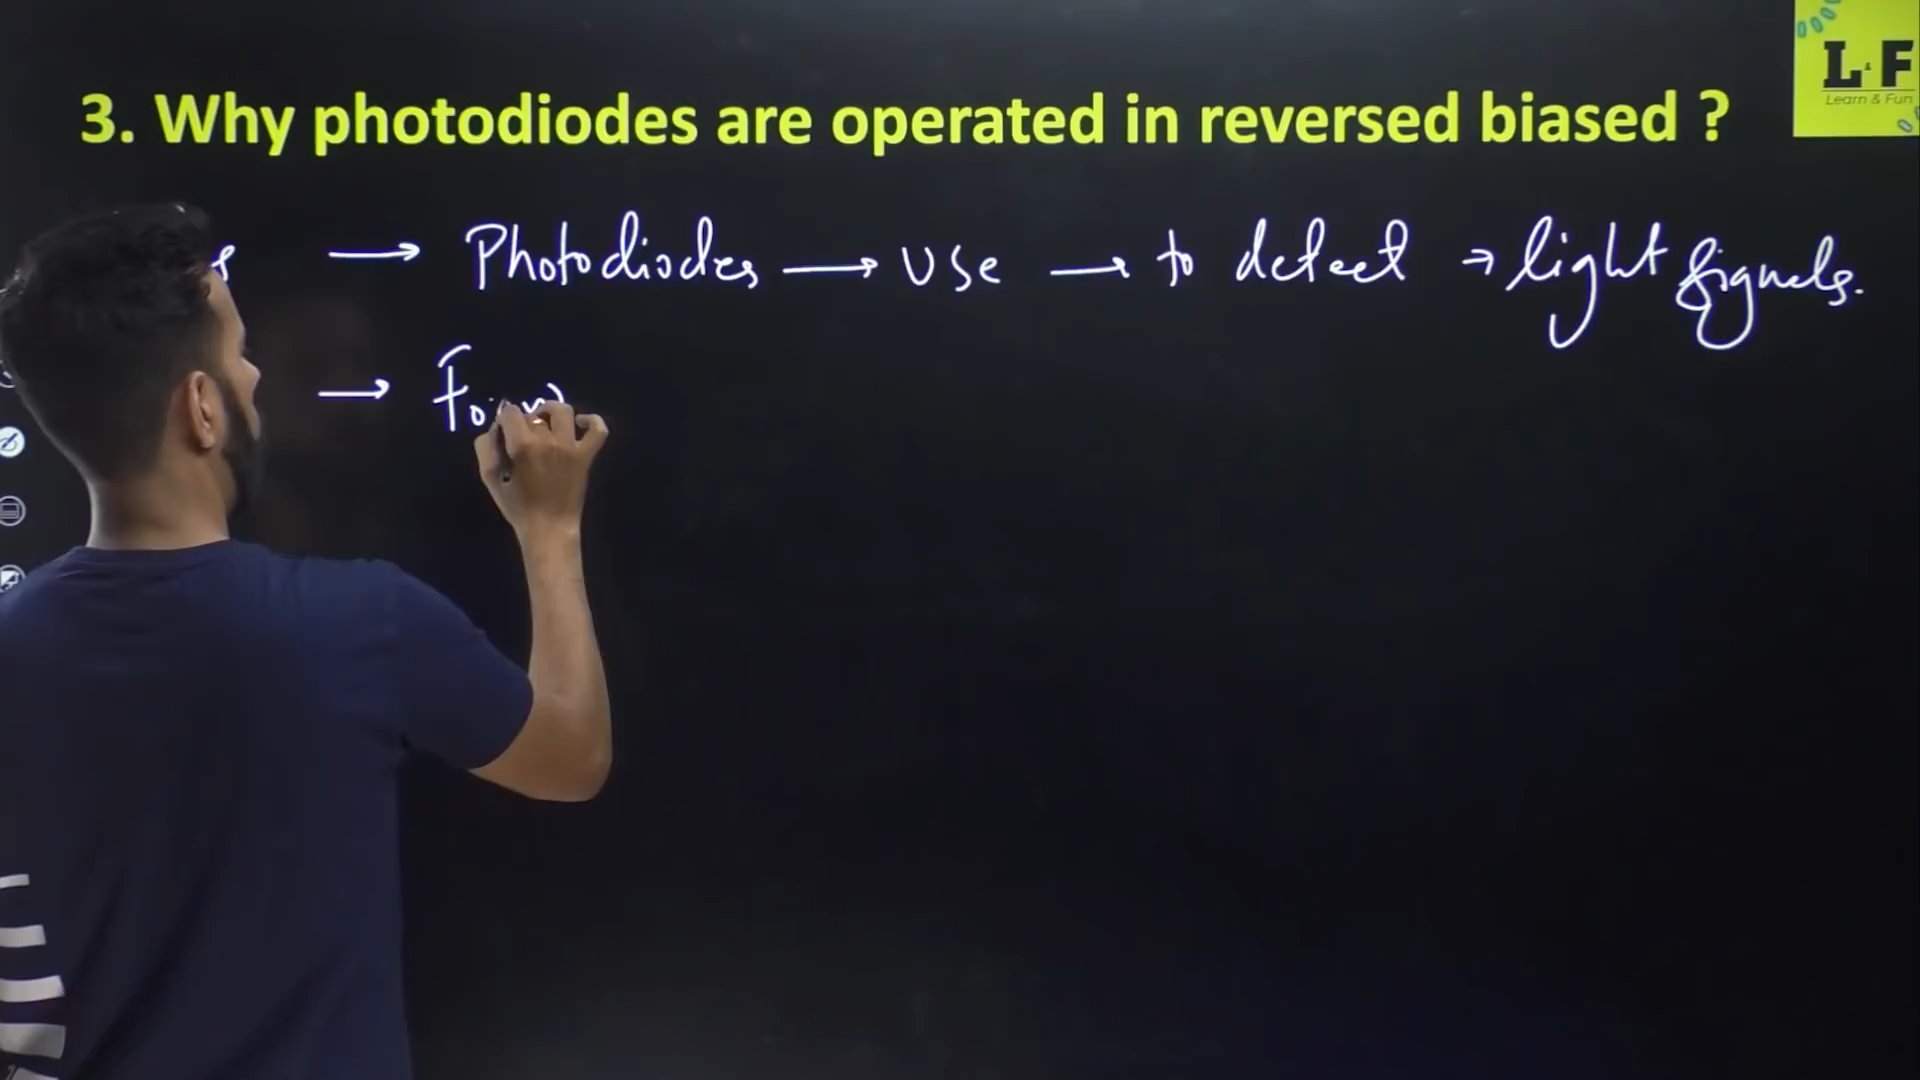 L & F
Learn & Fun
3. Why photodiodes are operated in reversed biased ?
→ Photodiodes → Use → to detect → light signals.
→